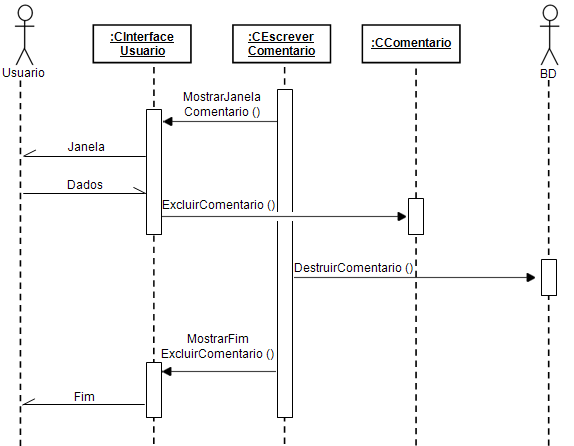 :CInterface
Usuario
:CEscrever
Comentario
:CComentario
Usuario
BD
MostrarJanela
Comentario ()
Janela
Dados
ExcluirComentario ()
DestruirComentario ()
MostrarFim
ExcluirComentario ()
Fim